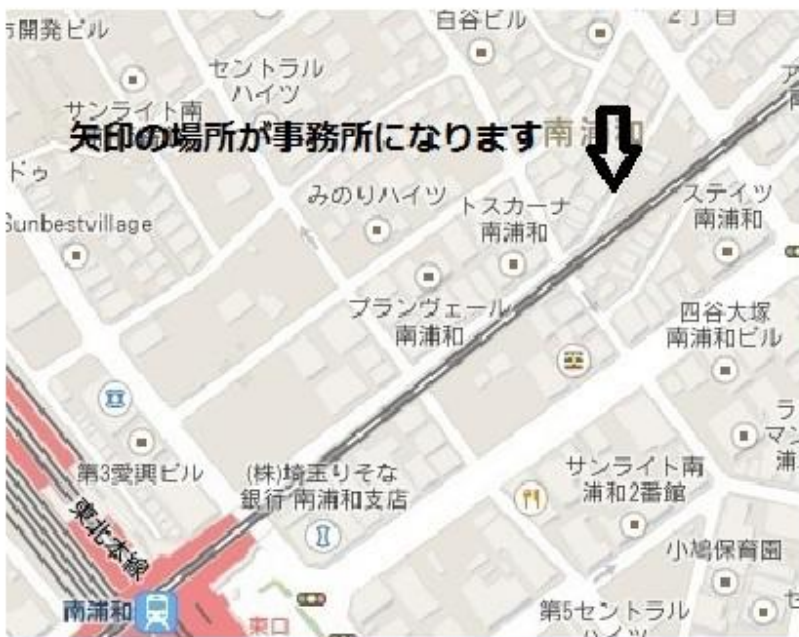 市開発ビル
白谷ビル
2丁目
セントラル
ハイツ
サンライト南
矢印の場所が事務所になります
南浦和
ドゥ
みのりハイツ
トスカーナ
南浦和
ステイツ
南浦和
Sunbestvillage
プランヴェール
南浦和
四谷大塚
南浦和ビル
第3愛興ビル
(株)埼玉りそな
銀行 南浦和支店
サンライト南
浦和2番館
東北本線
小鳩保育園
南浦和
東口
第5セントラル
ハイツ